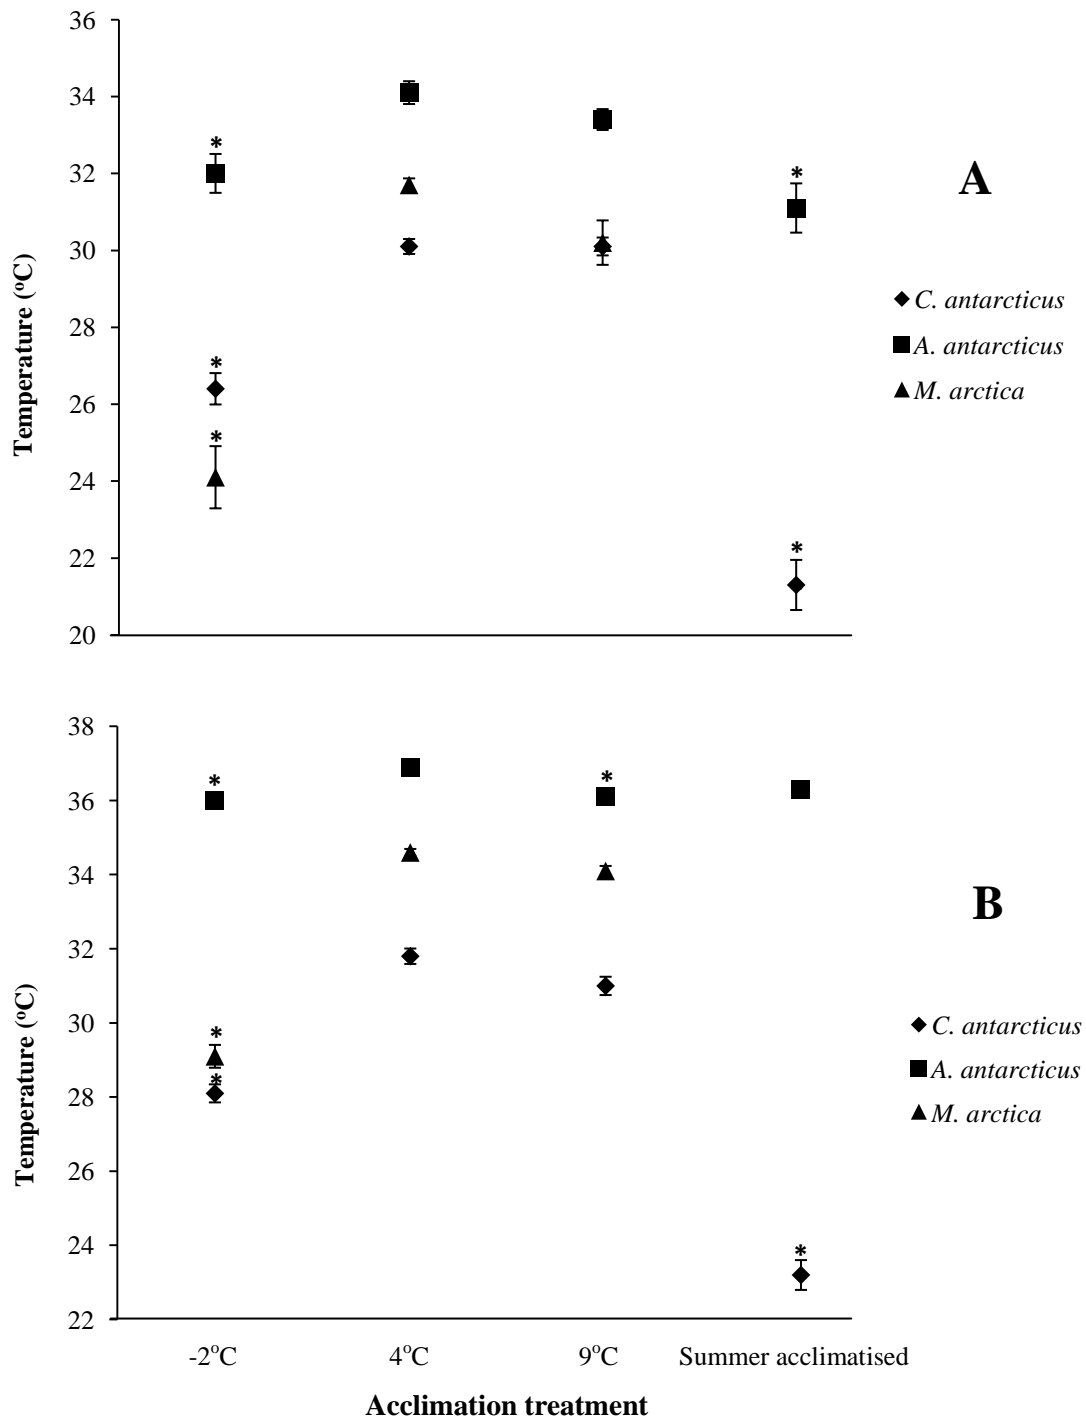 36
34
32
30
28
26
24
22
20
Temperature (ºC)
*
*
*
*
*
A
C. antarcticus
A. antarcticus
M. arctica
38
36
34
32
30
28
26
24
22
Temperature (ºC)
*
*
*
*
*
B
C. antarcticus
A. antarcticus
M. arctica
-2ºC 4ºC 9ºC Summer acclimatised
Acclimation treatment